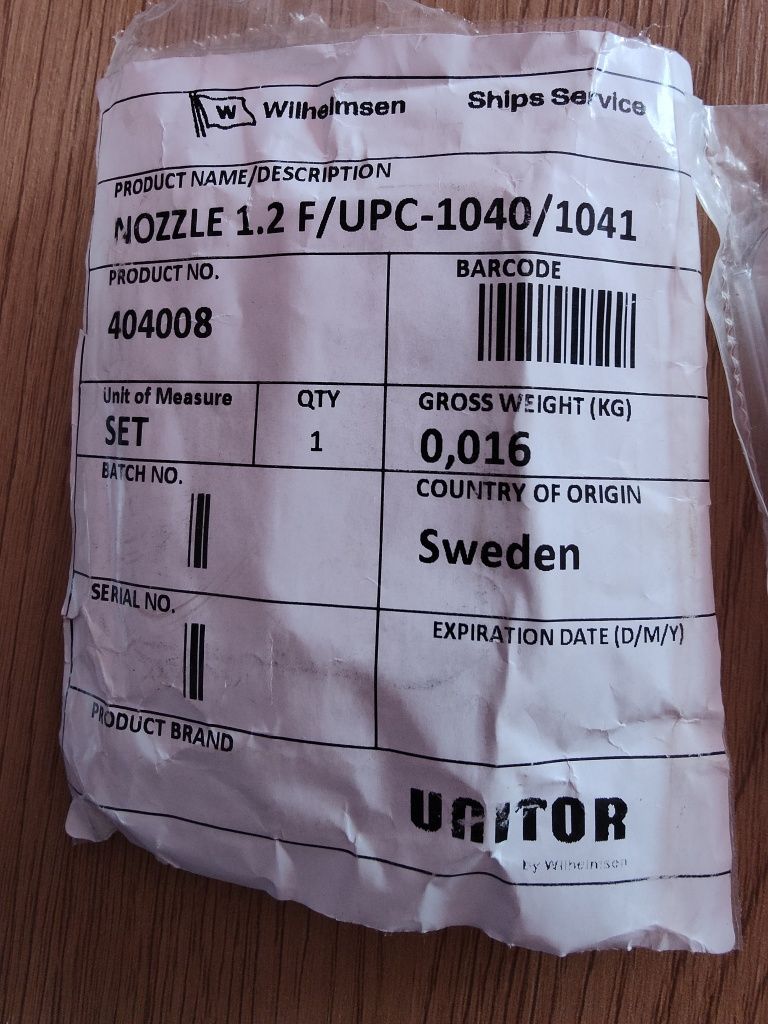 W Wilhelmsen Ships Service
PRODUCT NAME/DESCRIPTION
NOZZLE 1.2 F/UPC-1040/1041
PRODUCT NO.
404008
BARCODE
Unit of Measure
SET
QTY
1
GROSS WEIGHT (KG)
0,016
BATCH NO.
COUNTRY OF ORIGIN
Sweden
SERIAL NO.
EXPIRATION DATE (D/M/Y)
PRODUCT BRAND
UNITOR
by Wilhelmsen